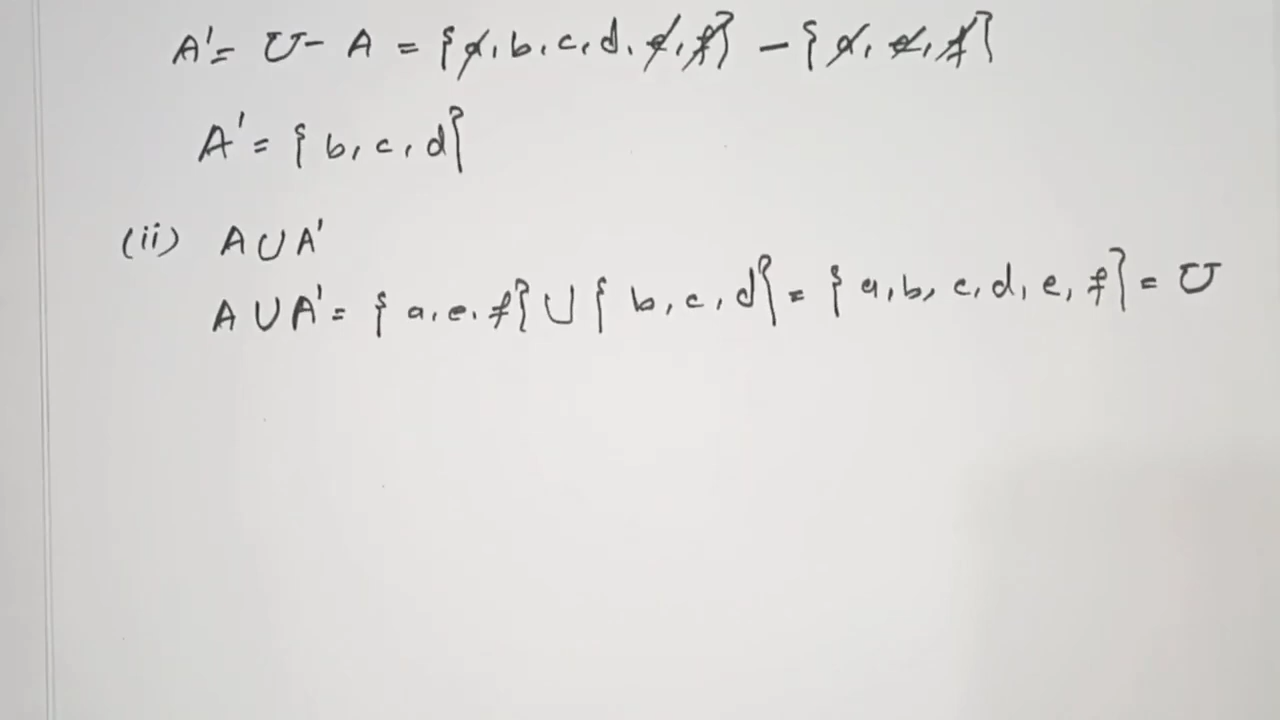 A' = U - A = {a, b, c, d, e, f} - {a, e, f}
A' = {b, c, d}
(ii) A ∪ A'
A ∪ A' = {a, e, f} ∪ {b, c, d} = {a, b, c, d, e, f} = U